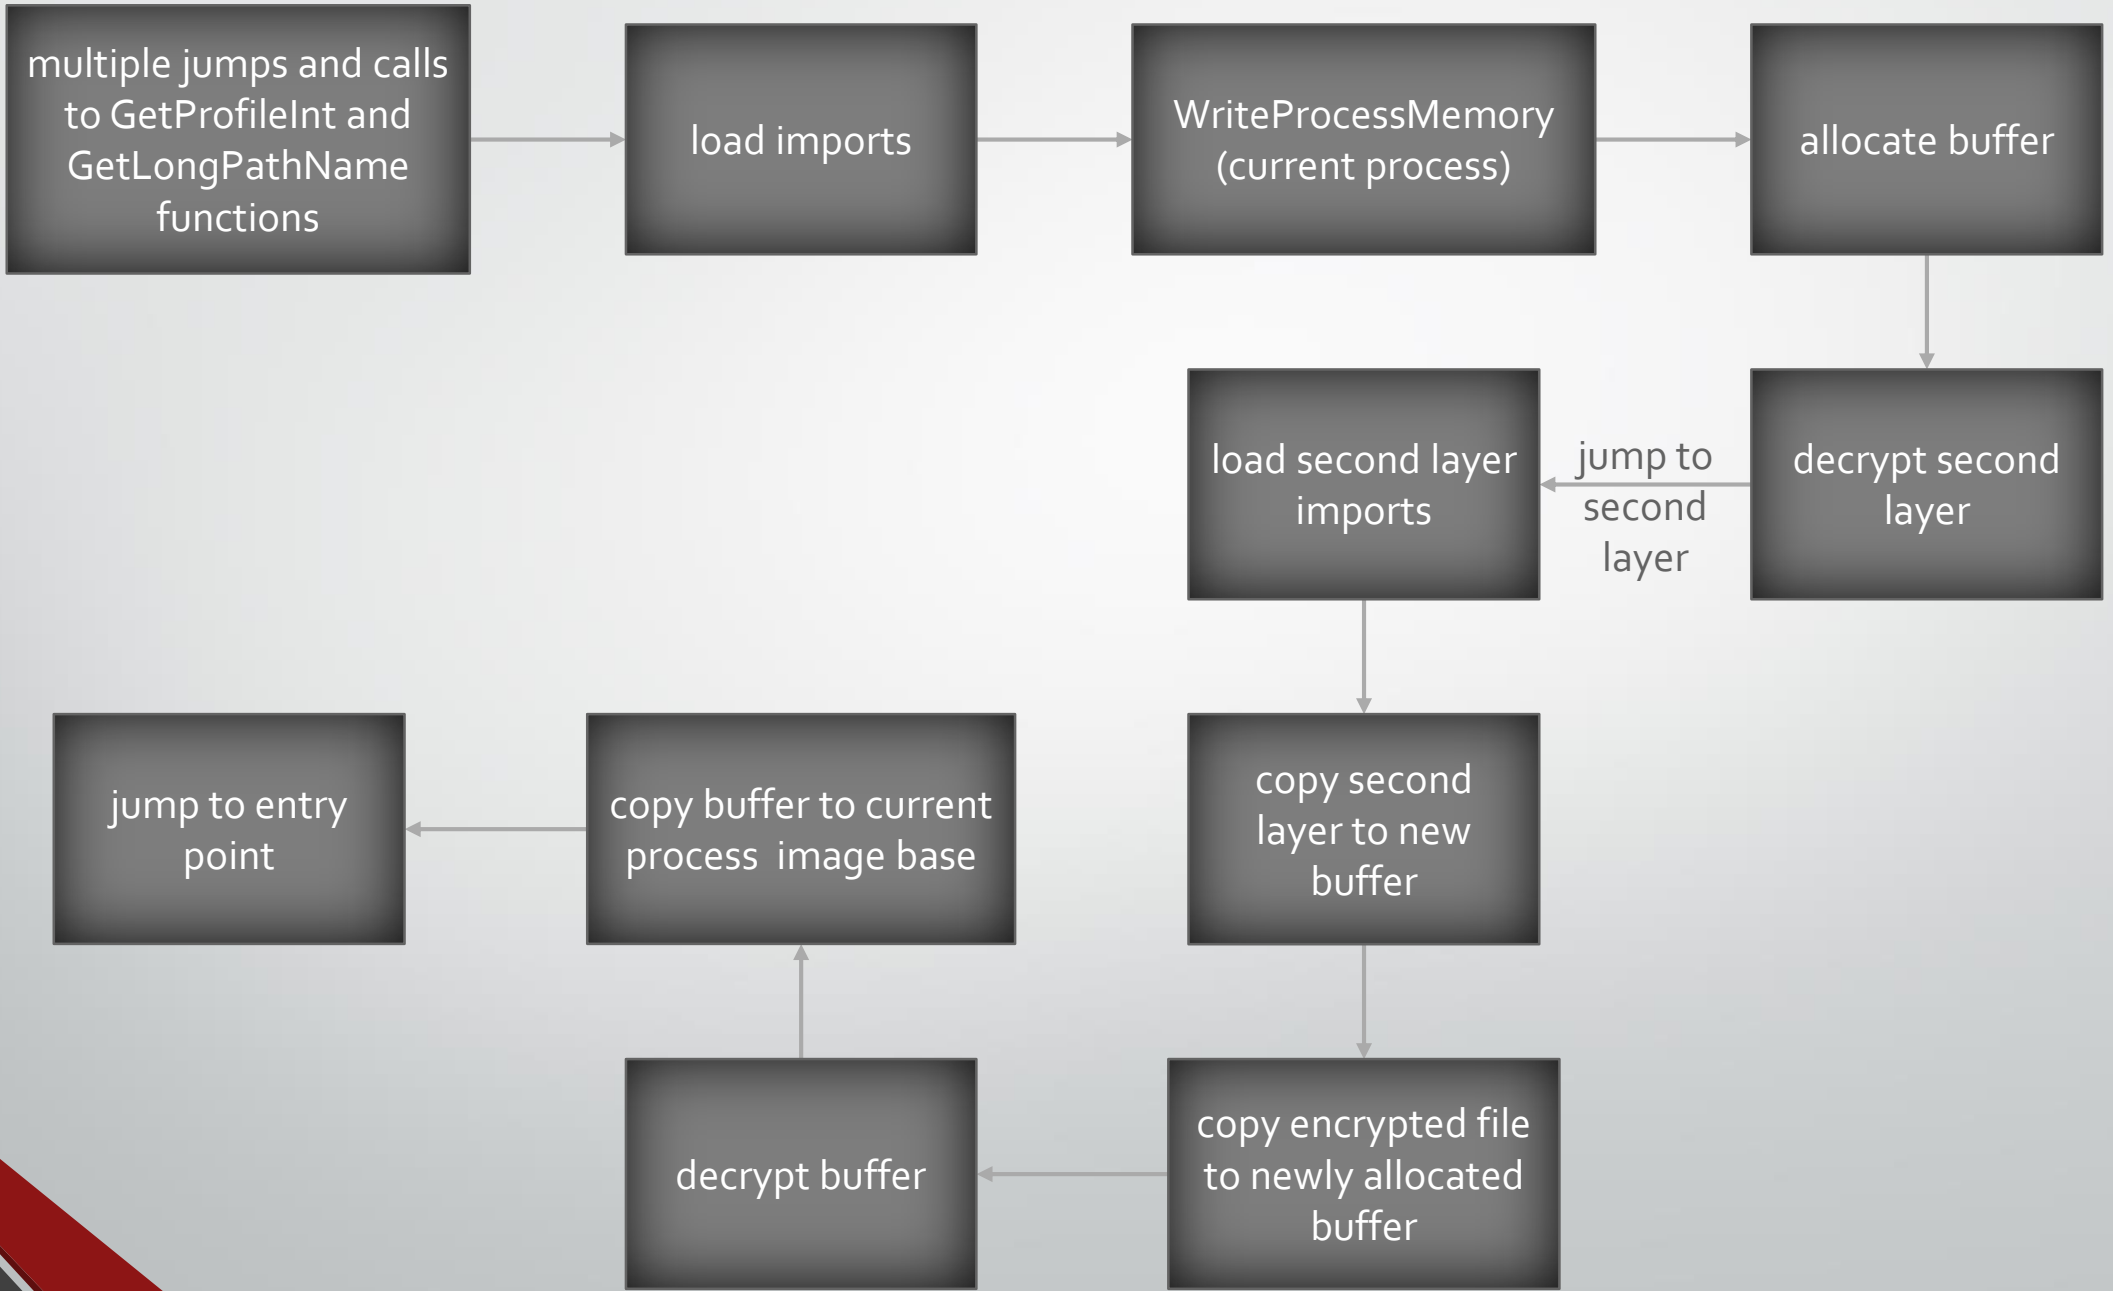 multiple jumps and calls
to GetProfileInt and
GetLongPathName
functions
load imports
WriteProcessMemory
(current process)
allocate buffer
decrypt second
layer
jump to
second
layer
load second layer
imports
copy second
layer to new
buffer
copy encrypted file
to newly allocated
buffer
decrypt buffer
copy buffer to current
process  image base
jump to entry
point